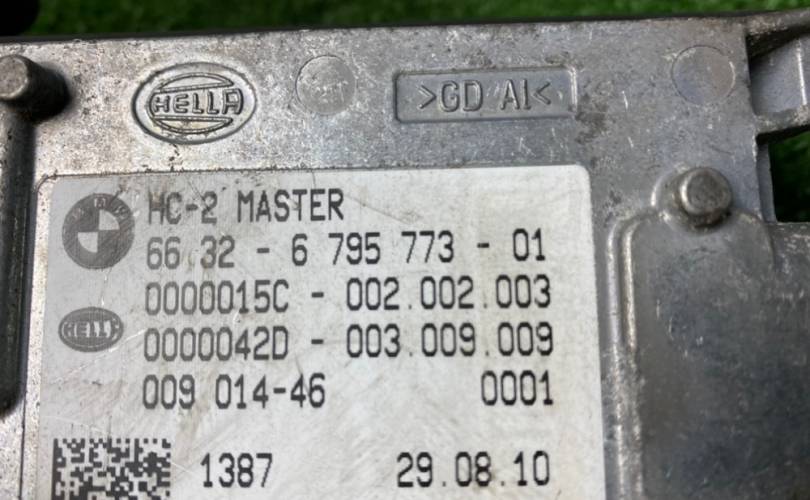 HELLA
>GD Al<
HC-2 MASTER
66 32 - 6 795 773 - 01
0000015C - 002.002.003
HELLA
0000042D - 003.009.009
009 014-46 0001
1387 29.08.10